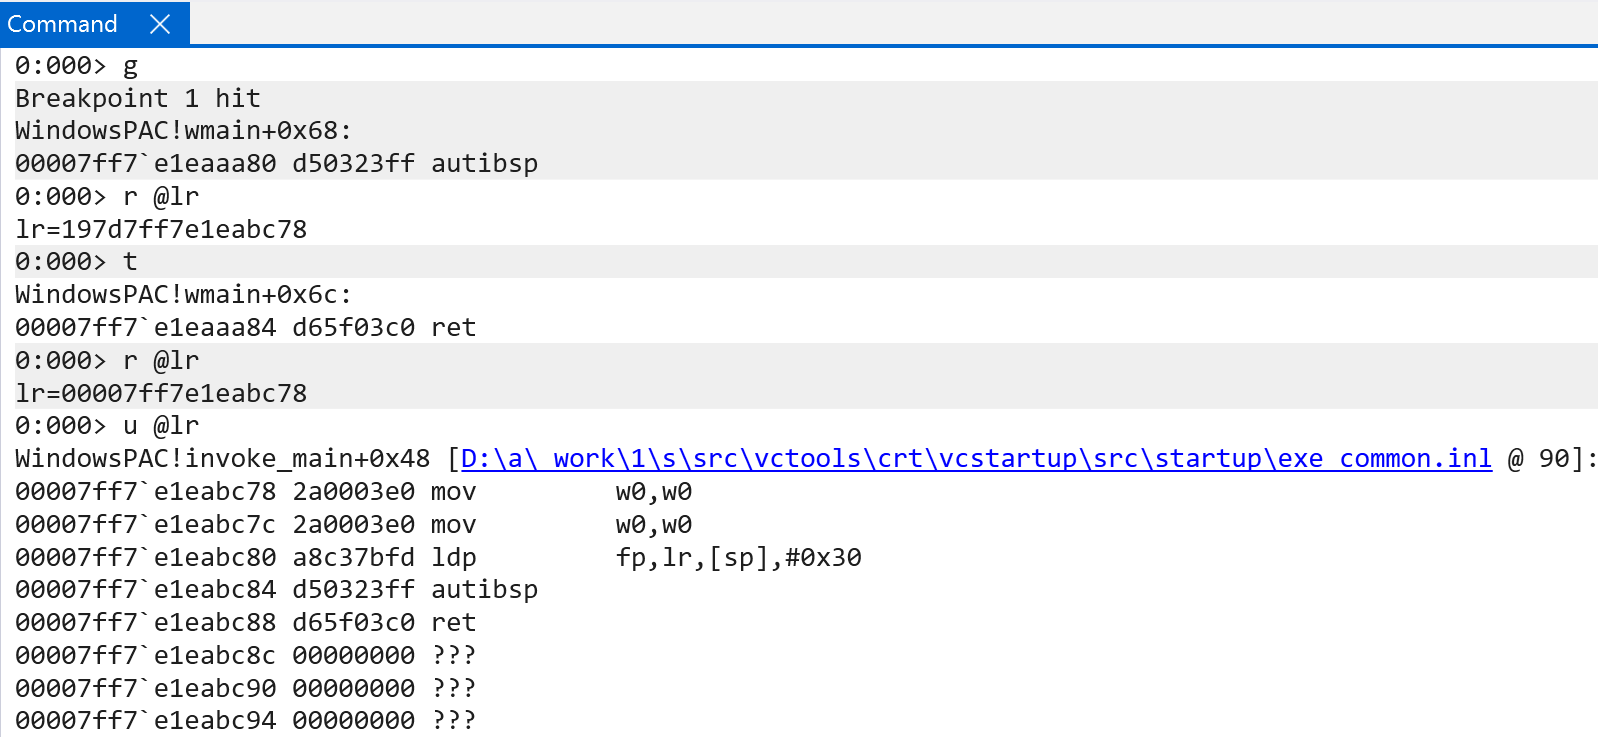 Command
0:000> g
Breakpoint 1 hit
WindowsPAC!wmain+0x68:
00007ff7`e1eaaa80 d50323ff autibsp
0:000> r @lr
lr=197d7ff7e1eabc78
0:000> t
WindowsPAC!wmain+0x6c:
00007ff7`e1eaaa84 d65f03c0 ret
0:000> r @lr
lr=00007ff7e1eabc78
0:000> u @lr
WindowsPAC!invoke_main+0x48 [D:\a\_work\1\s\src\vctools\crt\vcstartup\src\startup\exe_common.inl @ 90]:
00007ff7`e1eabc78 2a0003e0 mov         w0,w0
00007ff7`e1eabc7c 2a0003e0 mov         w0,w0
00007ff7`e1eabc80 a8c37bfd ldp         fp,lr,[sp],#0x30
00007ff7`e1eabc84 d50323ff autibsp
00007ff7`e1eabc88 d65f03c0 ret
00007ff7`e1eabc8c 00000000 ???
00007ff7`e1eabc90 00000000 ???
00007ff7`e1eabc94 00000000 ???